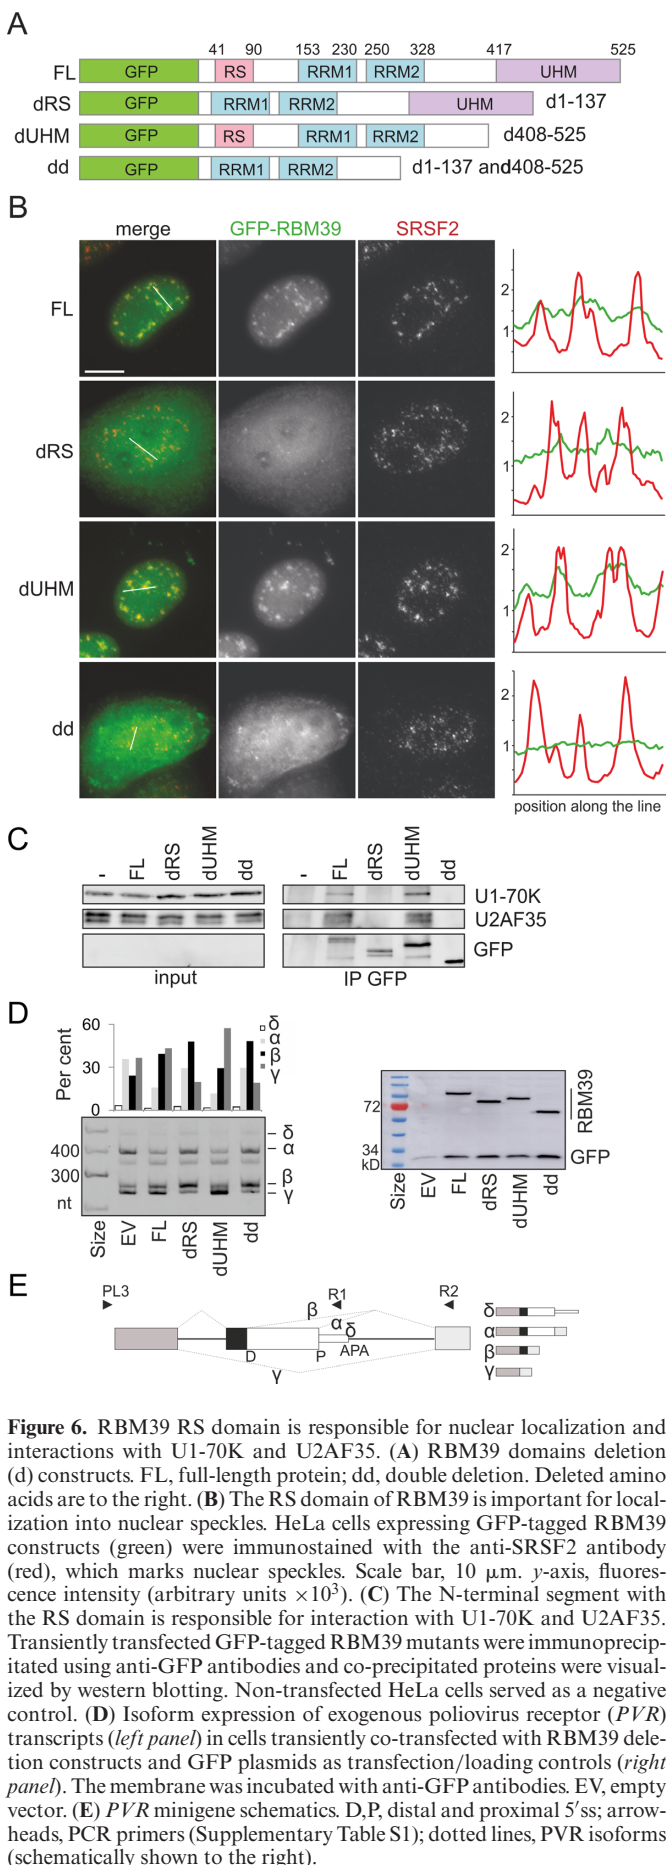 A
41 90 153 230 250 328 417 525
FL GFP RS RRM1 RRM2 UHM
dRS GFP RRM1 RRM2 UHM d1-137
dUHM GFP RS RRM1 RRM2 d408-525
dd GFP RRM1 RRM2 d1-137 and d408-525
B
merge GFP-RBM39 SRSF2
FL
2
1
dRS
2
1
dUHM
2
1
dd
2
1
position along the line
C
- FL dRS dUHM dd - FL dRS dUHM dd
U1-70K
U2AF35
GFP
input IP GFP
D
60
30
0
Per cent
δ
α
β
γ
400
300
nt
δ
α
β
γ
Size EV FL dRS dUHM dd
72
34
kD
RBM39
GFP
Size EV FL dRS dUHM dd
E
PL3 β R1 R2
α δ
D P APA
γ
δ
α
β
γ
Figure 6. RBM39 RS domain is responsible for nuclear localization and
interactions with U1-70K and U2AF35. (A) RBM39 domains deletion
(d) constructs. FL, full-length protein; dd, double deletion. Deleted amino
acids are to the right. (B) The RS domain of RBM39 is important for local-
ization into nuclear speckles. HeLa cells expressing GFP-tagged RBM39
constructs (green) were immunostained with the anti-SRSF2 antibody
(red), which marks nuclear speckles. Scale bar, 10 μm. y-axis, fluores-
cence intensity (arbitrary units ×10³). (C) The N-terminal segment with
the RS domain is responsible for interaction with U1-70K and U2AF35.
Transiently transfected GFP-tagged RBM39 mutants were immunoprecip-
itated using anti-GFP antibodies and co-precipitated proteins were visual-
ized by western blotting. Non-transfected HeLa cells served as a negative
control. (D) Isoform expression of exogenous poliovirus receptor (PVR)
transcripts (left panel) in cells transiently co-transfected with RBM39 dele-
tion constructs and GFP plasmids as transfection/loading controls (right
panel). The membrane was incubated with anti-GFP antibodies. EV, empty
vector. (E) PVR minigene schematics. D,P, distal and proximal 5′ss; arrow-
heads, PCR primers (Supplementary Table S1); dotted lines, PVR isoforms
(schematically shown to the right).